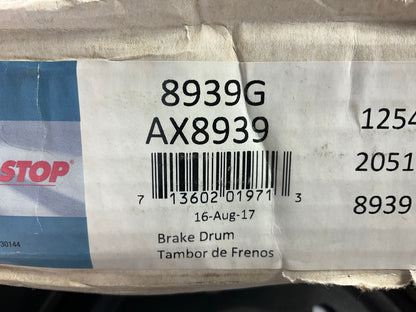 8939G
AX8939
STOP®
7 13602 01971 3
16-Aug-17
Brake Drum
Tambor de Frenos
1254
2051
8939
30144